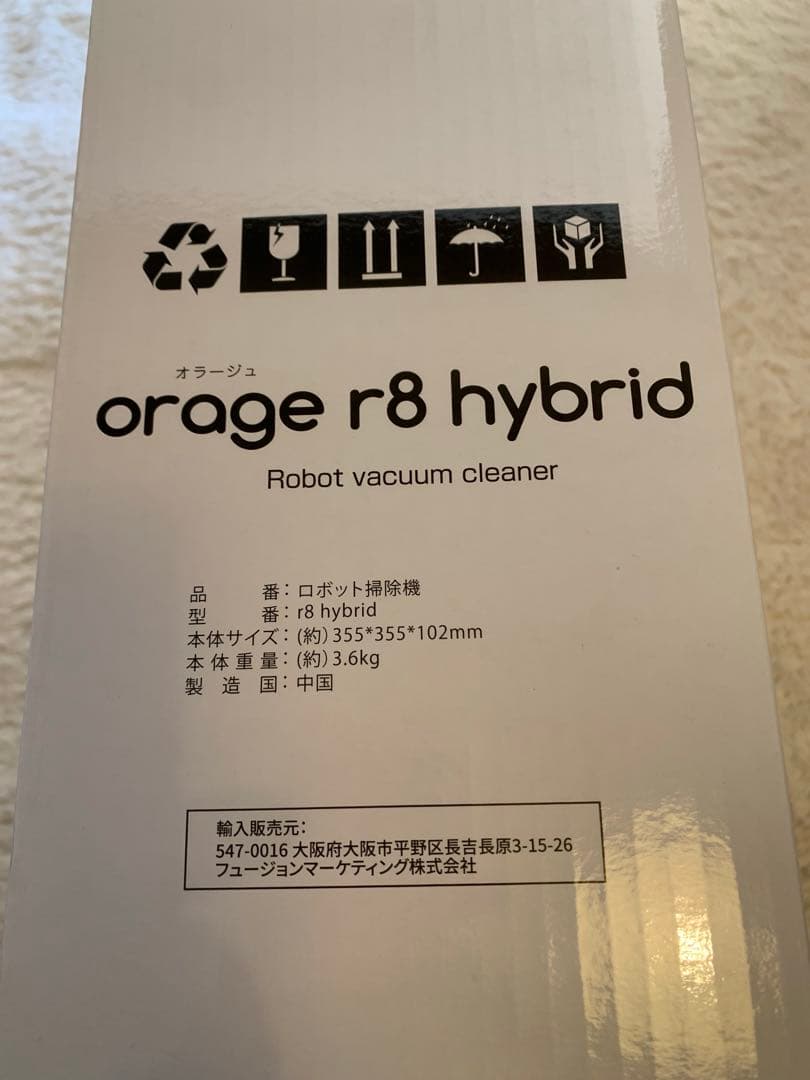 オラージュ
orage r8 hybrid
Robot vacuum cleaner
品番：ロボット掃除機
型番：r8 hybrid
本体サイズ：(約)355*355*102mm
本体重量：(約)3.6kg
製造国：中国
輸入販売元：
547-0016 大阪府大阪市平野区長吉長原3-15-26
フュージョンマーケティング株式会社